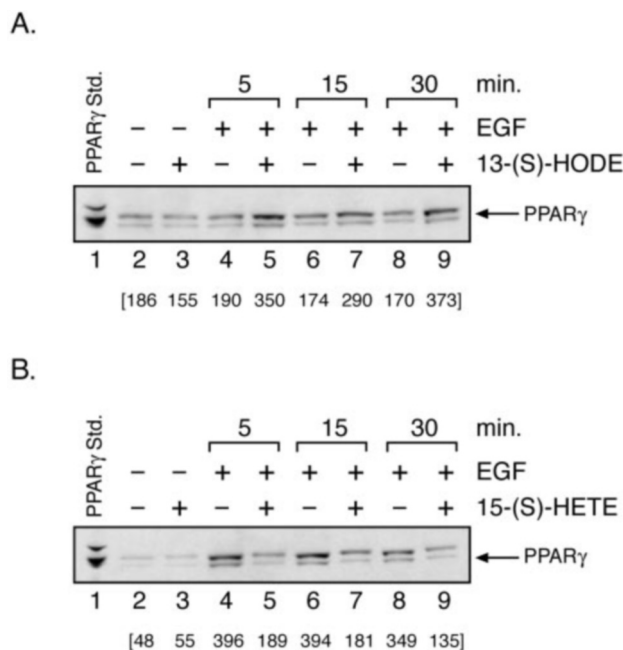 A.
PPARγ Std.
5 15 30 min.
− − + + + + + + EGF
− + − + − + − + 13-(S)-HODE
PPARγ
1 2 3 4 5 6 7 8 9
[186 155 190 350 174 290 170 373]
B.
PPARγ Std.
5 15 30 min.
− − + + + + + + EGF
− + − + − + − + 15-(S)-HETE
PPARγ
1 2 3 4 5 6 7 8 9
[48 55 396 189 394 181 349 135]